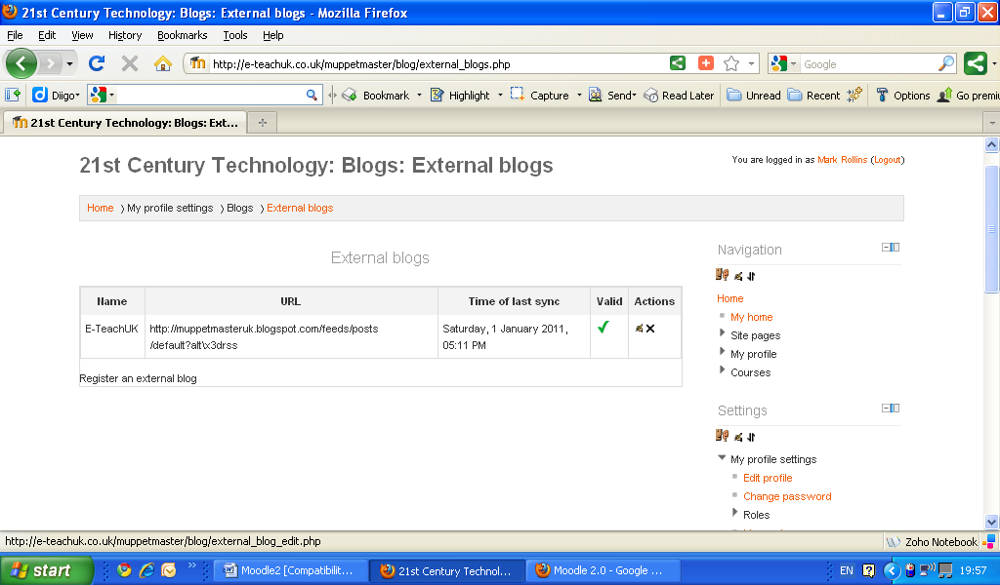 21st Century Technology: Blogs: External blogs - Mozilla Firefox
File Edit View History Bookmarks Tools Help
http://e-teachuk.co.uk/muppetmaster/blog/external_blogs.php Google
Diigo Bookmark Highlight Capture Send Read Later Unread Recent Options Go premiu
21st Century Technology: Blogs: Ext...
21st Century Technology: Blogs: External blogs
You are logged in as Mark Rollins (Logout)
Home My profile settings Blogs External blogs
External blogs
Name URL Time of last sync Valid Actions
E-TeachUK http://muppetmasteruk.blogspot.com/feeds/posts Saturday, 1 January 2011,
/default?alt\x3drss 05:11 PM
Register an external blog
Navigation
Home
My home
Site pages
My profile
Courses
Settings
My profile settings
Edit profile
Change password
Roles
http://e-teachuk.co.uk/muppetmaster/blog/external_blog_edit.php Zoho Notebook
start Moodle2 [Compatibilit... 21st Century Technol... Moodle 2.0 - Google ... EN 19:57